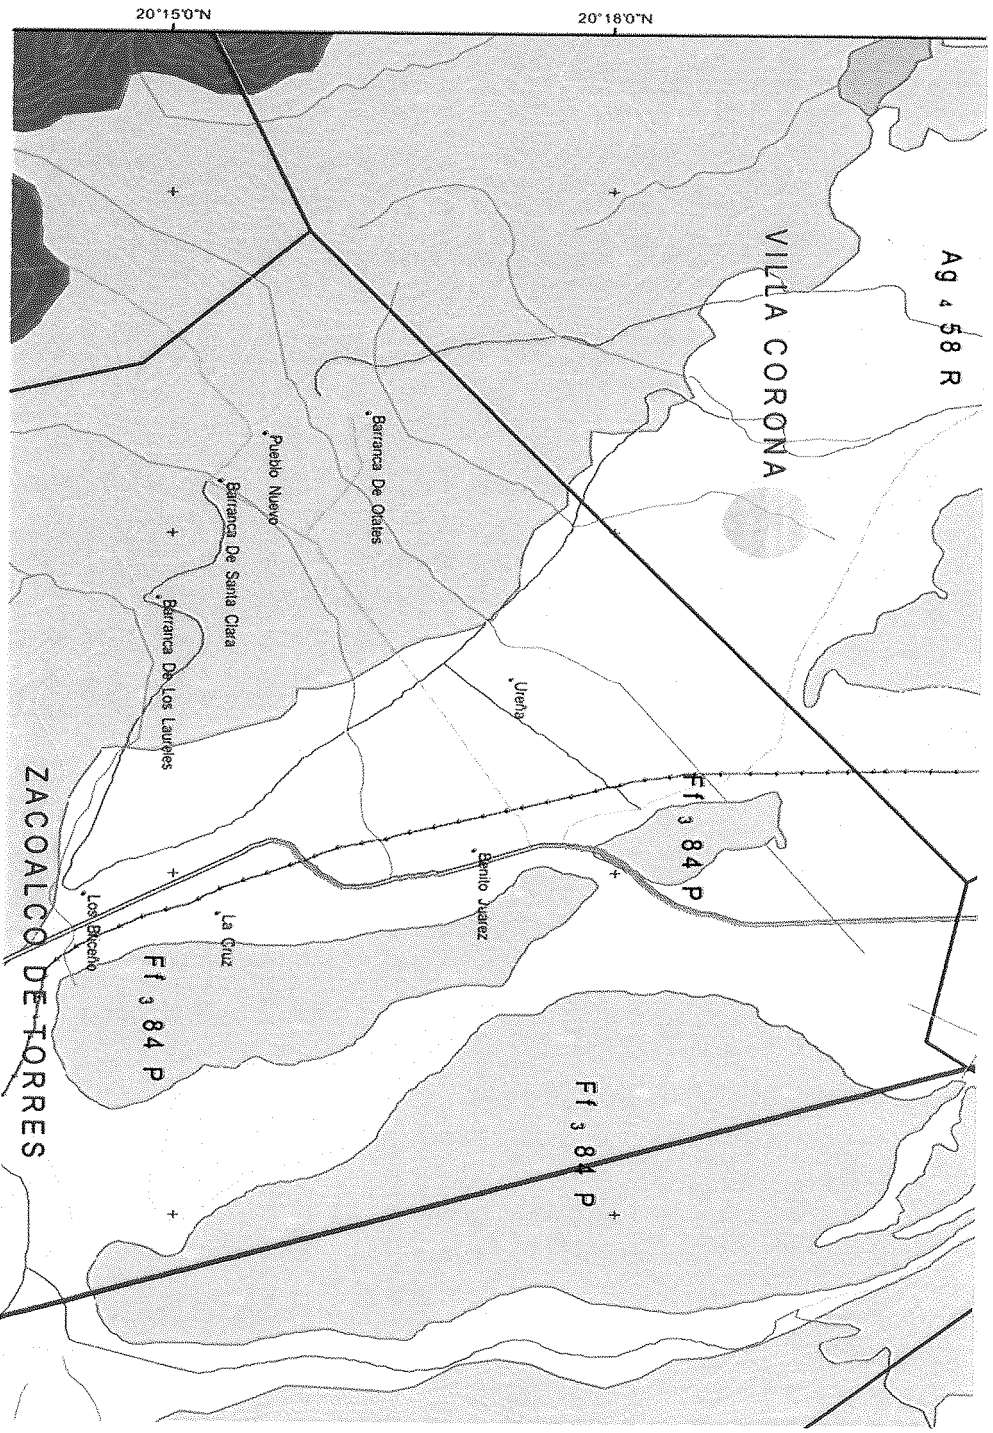 20°15'0"N
20°18'0"N
Ag 4 58 R
VILLA CORONA
Barranca De Otates
Pueblo Nuevo
Barranca De Santa Clara
Barranca De Los Laureles
Ureña
Ff 3 84 P
Benito Juarez
La Cruz
Los Briceño
Ff 3 84 P
Ff 3 84 P
ZACOALCO DE TORRES